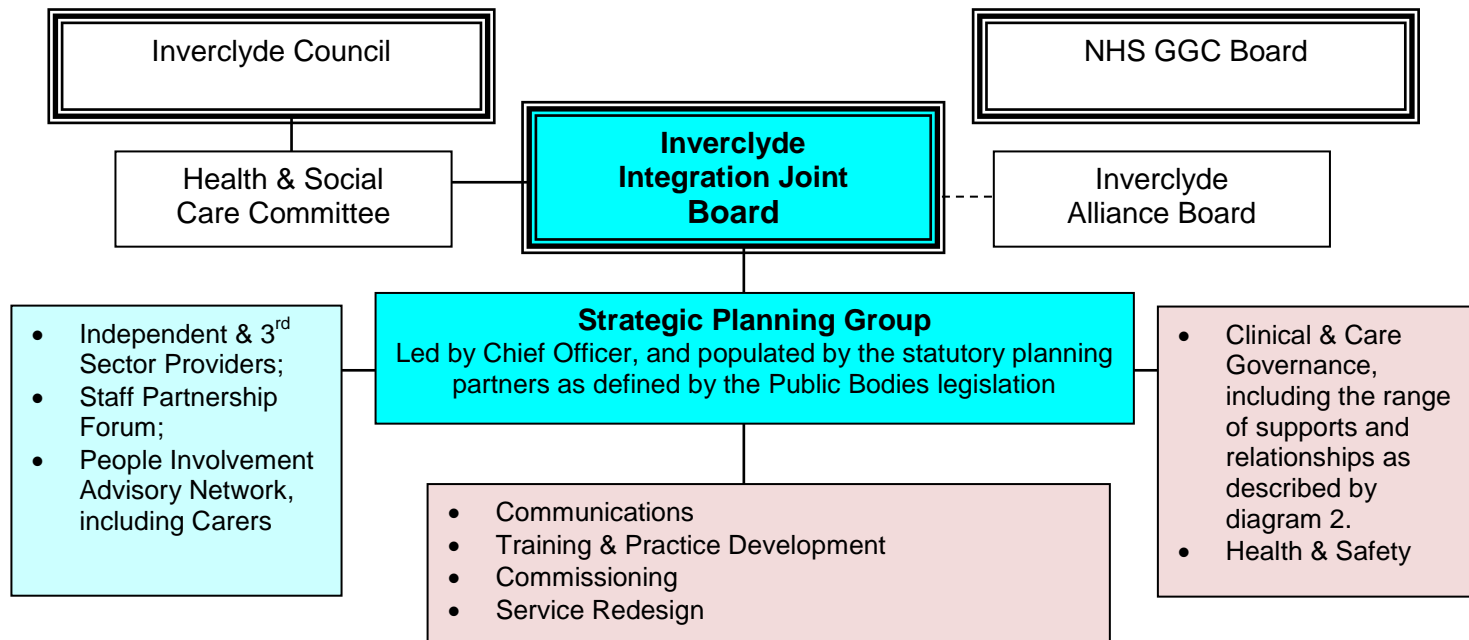 Inverclyde Council
NHS GGC Board
Health & Social
Care Committee
Inverclyde
Integration Joint
Board
Inverclyde
Alliance Board
• Independent & 3rd
Sector Providers;
• Staff Partnership
Forum;
• People Involvement
Advisory Network,
including Carers
Strategic Planning Group
Led by Chief Officer, and populated by the statutory planning
partners as defined by the Public Bodies legislation
• Clinical & Care
Governance,
including the range
of supports and
relationships as
described by
diagram 2.
• Health & Safety
• Communications
• Training & Practice Development
• Commissioning
• Service Redesign